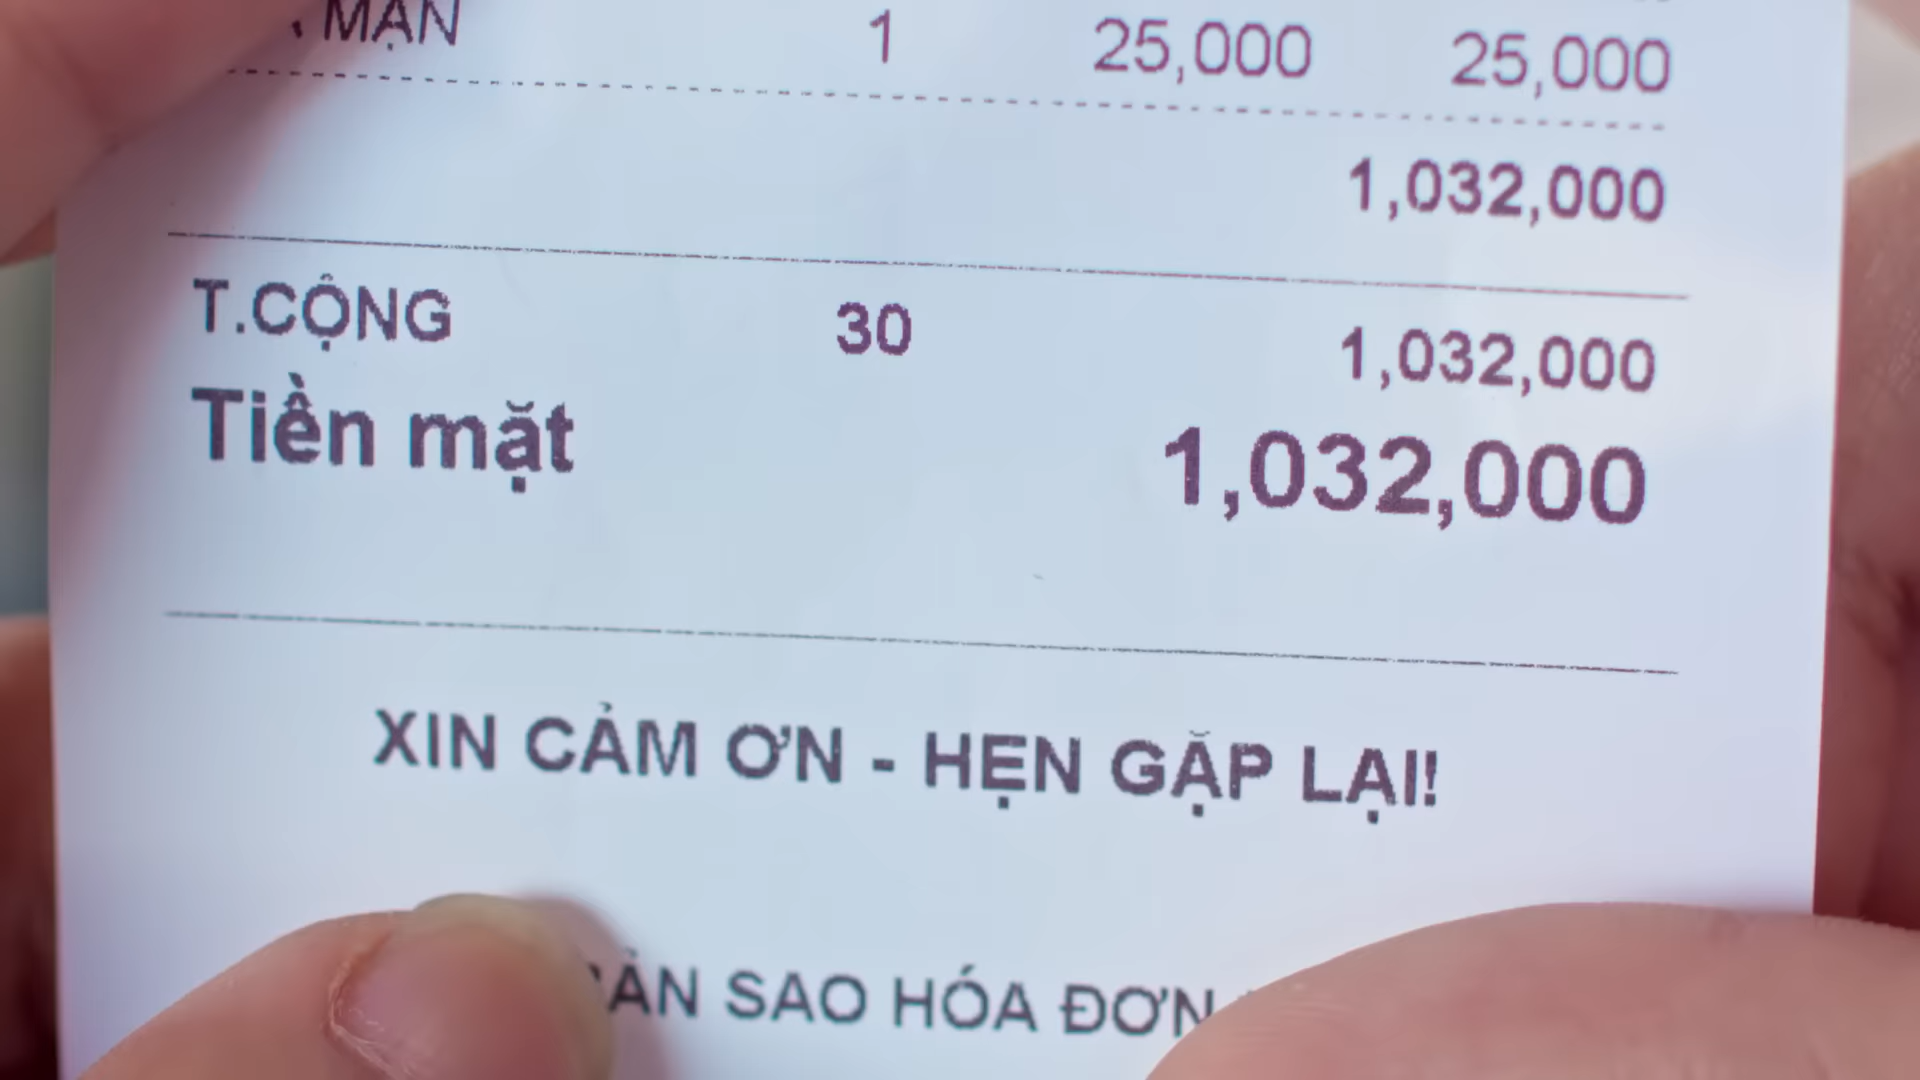 MẶN 1 25,000 25,000
1,032,000
T.CỘNG 30 1,032,000
Tiền mặt 1,032,000
XIN CẢM ƠN - HẸN GẶP LẠI!
SAO HÓA ĐƠN